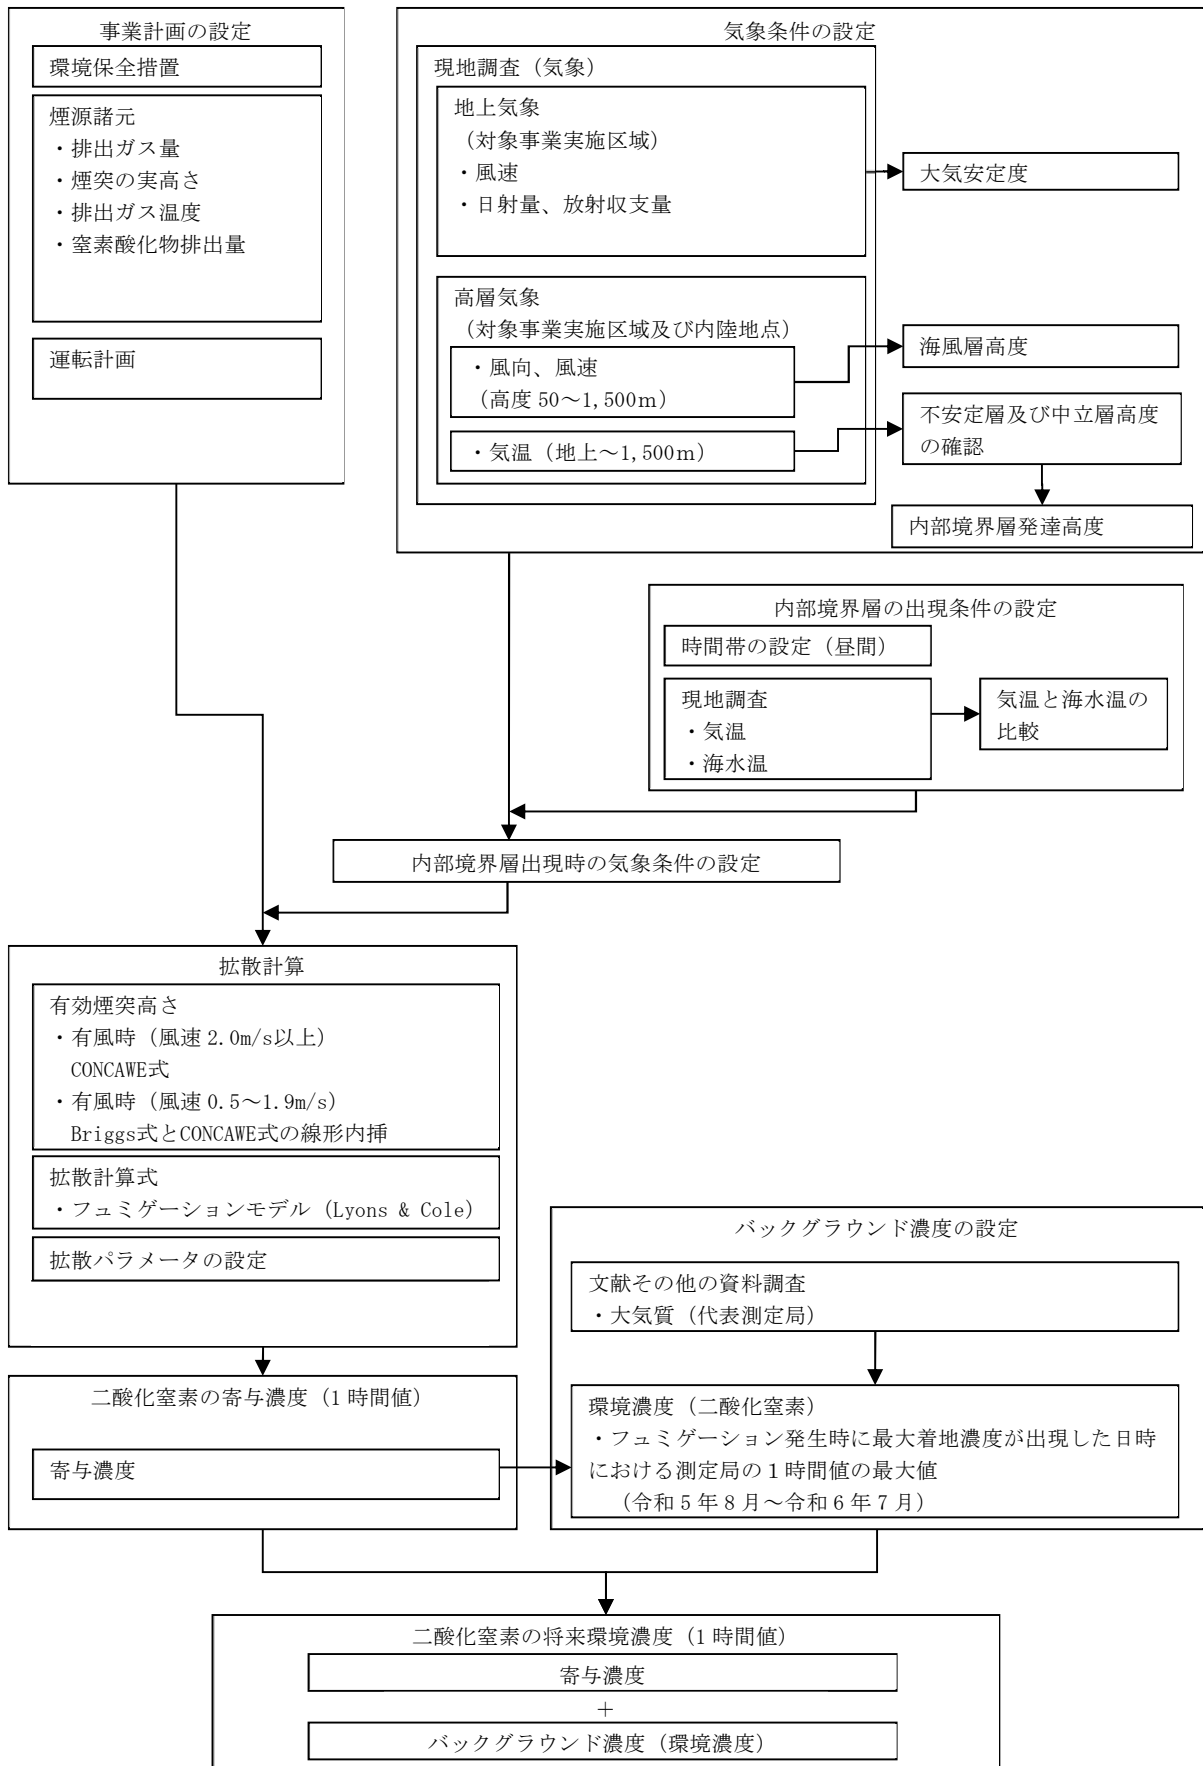 事業計画の設定
環境保全措置
煙源諸元
・排出ガス量
・煙突の実高さ
・排出ガス温度
・窒素酸化物排出量
運転計画
気象条件の設定
現地調査（気象）
地上気象
（対象事業実施区域）
・風速
・日射量、放射収支量
大気安定度
高層気象
（対象事業実施区域及び内陸地点）
・風向、風速
（高度 50～1,500m）
海風層高度
・気温（地上～1,500m）
不安定層及び中立層高度
の確認
内部境界層発達高度
内部境界層の出現条件の設定
時間帯の設定（昼間）
現地調査
・気温
・海水温
気温と海水温の
比較
内部境界層出現時の気象条件の設定
拡散計算
有効煙突高さ
・有風時（風速 2.0m/s以上）
CONCAWE式
・有風時（風速 0.5～1.9m/s）
Briggs式とCONCAWE式の線形内挿
拡散計算式
・フュミゲーションモデル（Lyons & Cole）
拡散パラメータの設定
二酸化窒素の寄与濃度（1時間値）
寄与濃度
バックグラウンド濃度の設定
文献その他の資料調査
・大気質（代表測定局）
環境濃度（二酸化窒素）
・フュミゲーション発生時に最大着地濃度が出現した日時
における測定局の１時間値の最大値
（令和５年８月～令和６年７月）
二酸化窒素の将来環境濃度（1時間値）
寄与濃度
＋
バックグラウンド濃度（環境濃度）